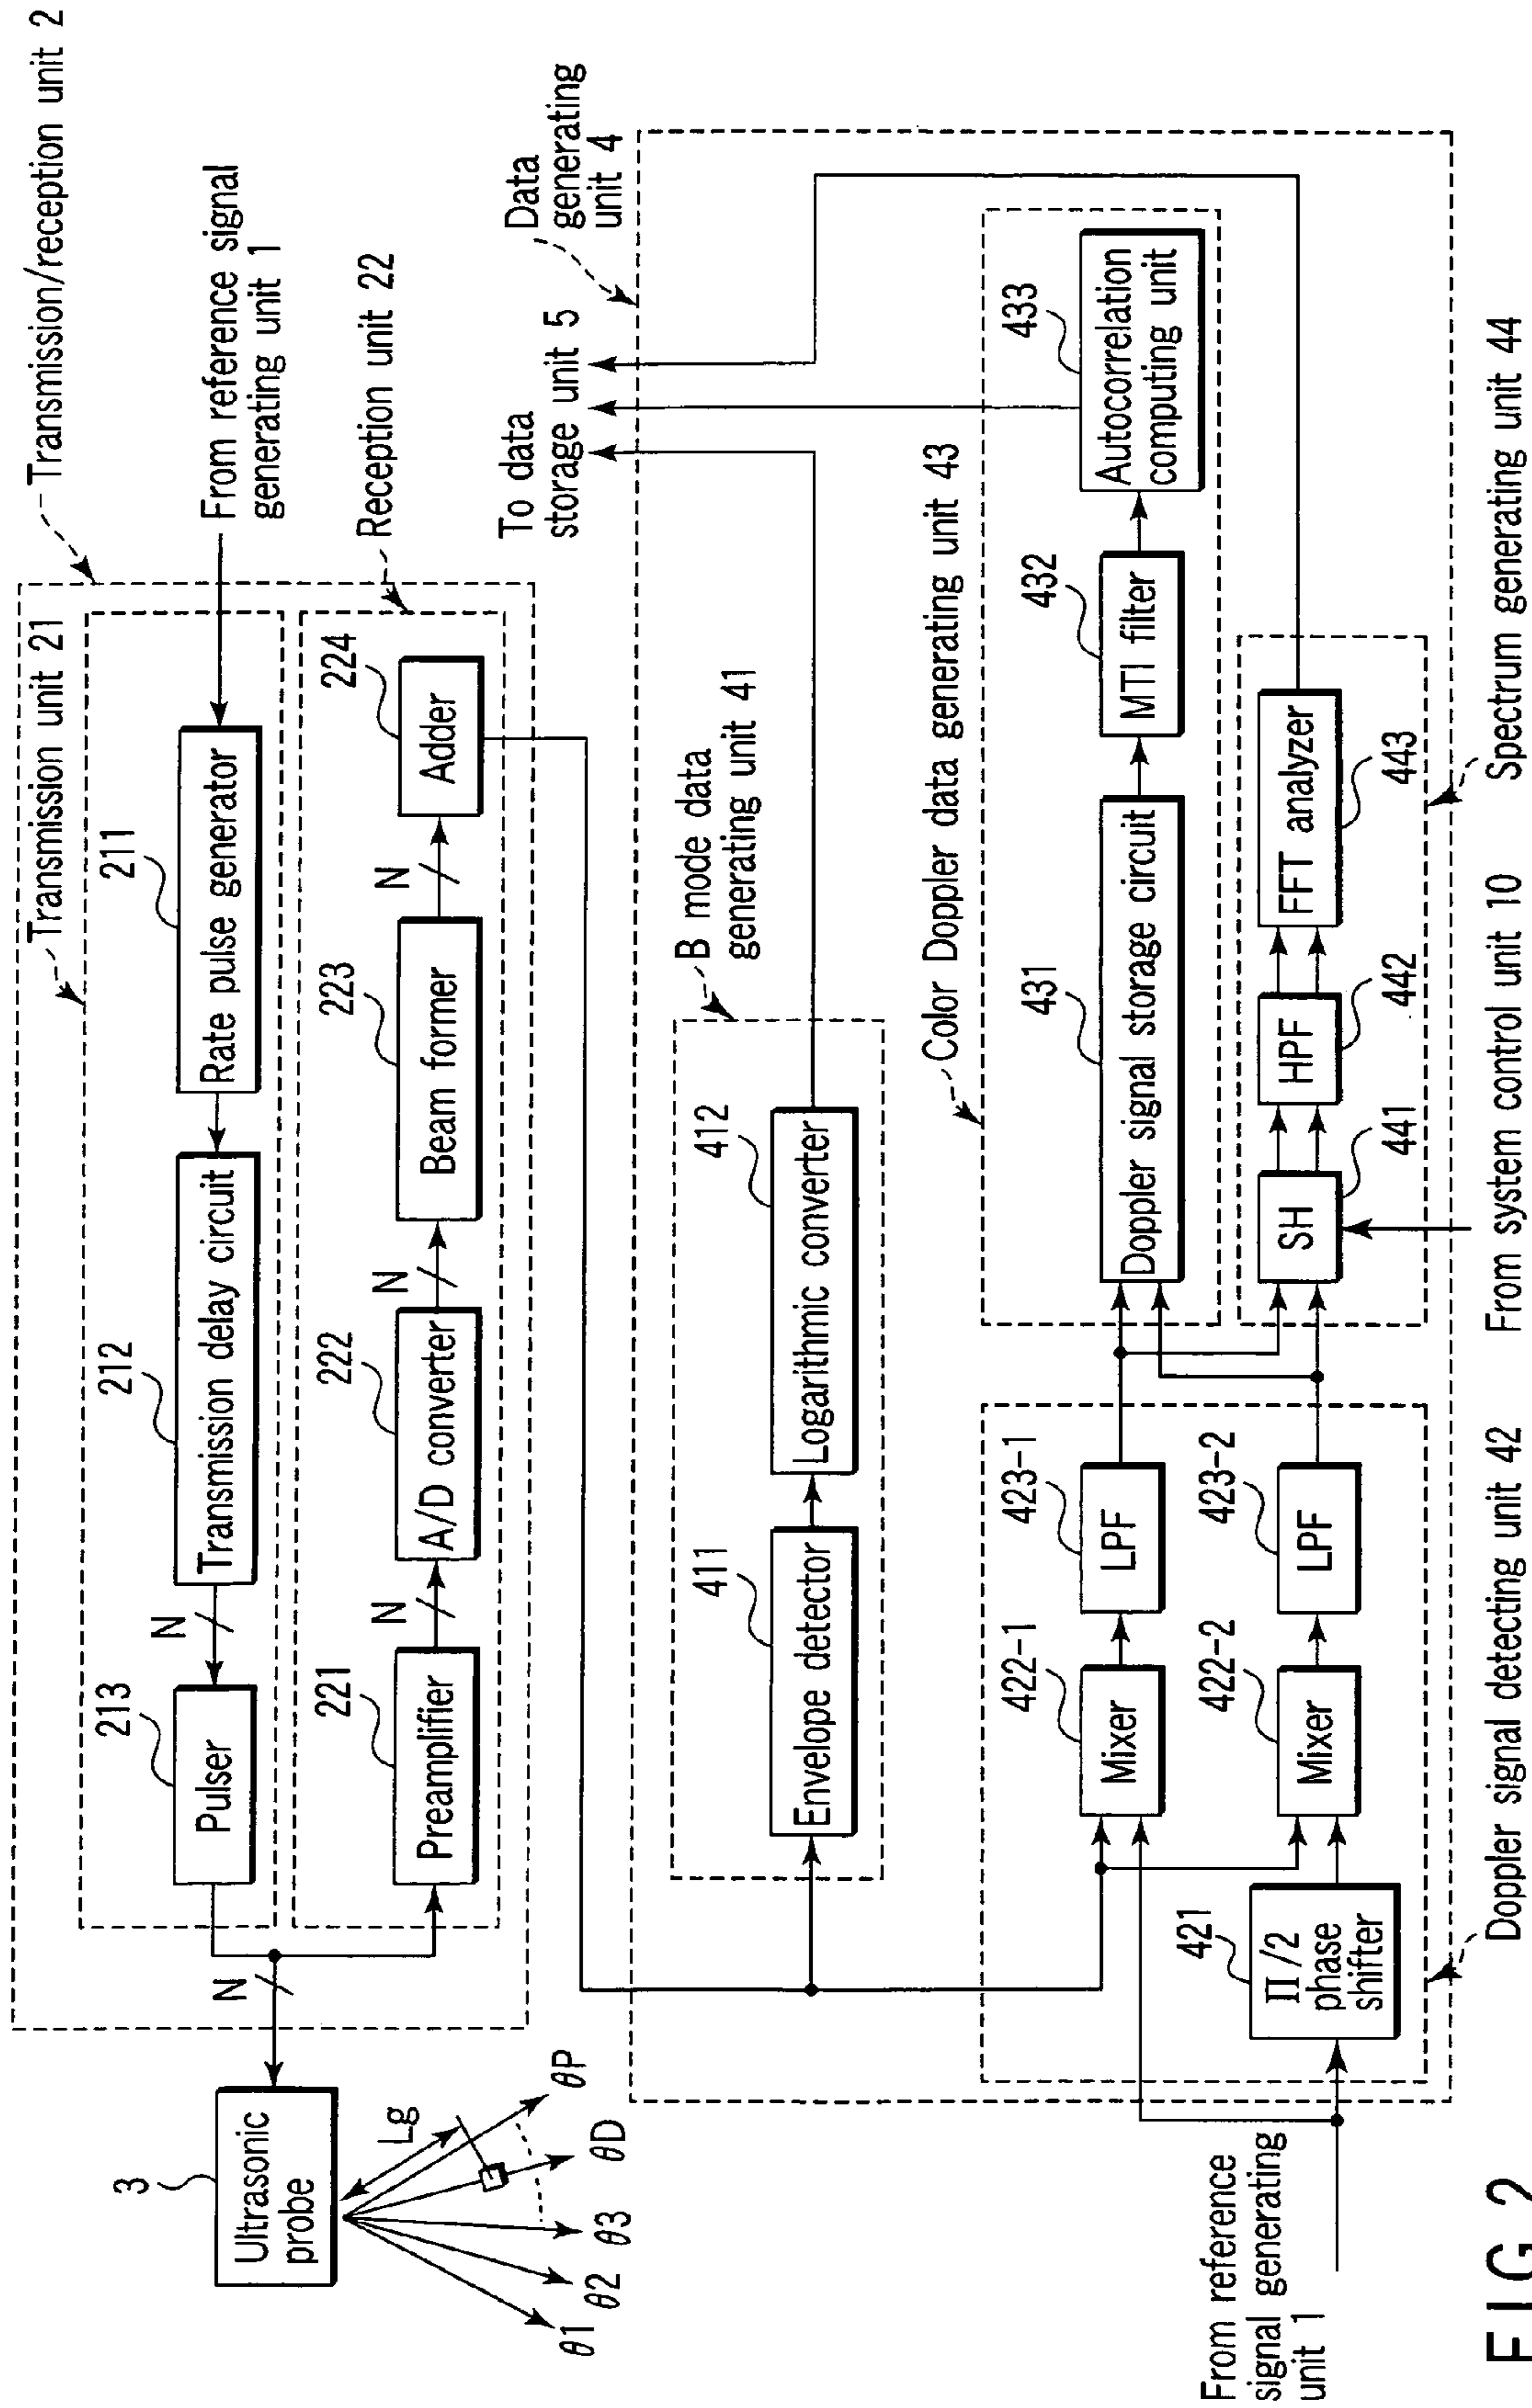 Transmission/reception unit 2
Transmission unit 21
From reference signal
generating unit 1
213
Pulser
N
212
Transmission delay circuit
211
Rate pulse generator
Reception unit 22
221
Preamplifier
N
222
A/D converter
N
223
Beam former
N
224
Adder
N
3
Ultrasonic
probe
θ1
θ2
θ3
θD
θP
Lg
To data
storage unit 5
Data
generating
unit 4
B mode data
generating unit 41
411
Envelope detector
412
Logarithmic converter
Color Doppler data generating unit 43
431
Doppler signal storage circuit
432
MTI filter
433
Autocorrelation
computing unit
422-1
Mixer
423-1
LPF
422-2
Mixer
423-2
LPF
421
Π/2
phase
shifter
SH
441
HPF
442
FFT analyzer
443
From reference
signal generating
unit 1
Doppler signal detecting unit 42
From system control unit 10
Spectrum generating unit 44
FIG. 2